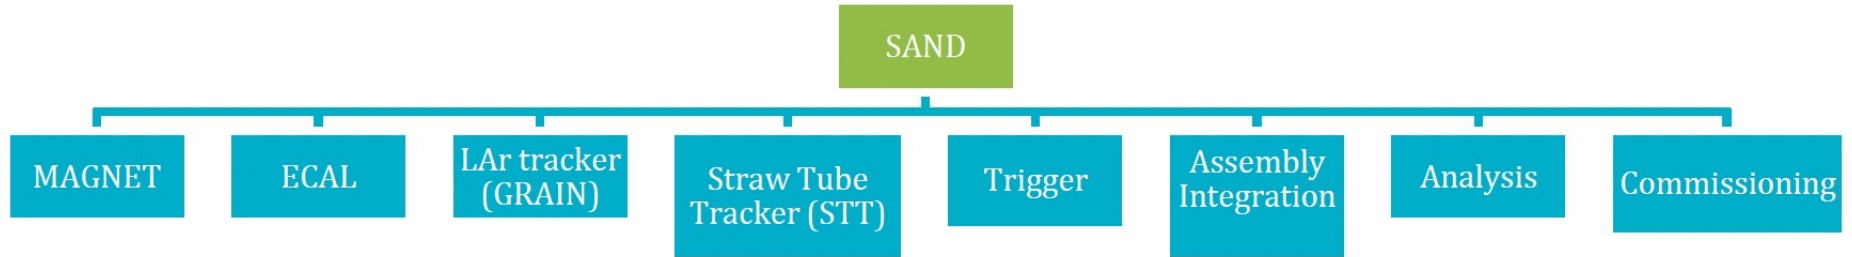 SAND
MAGNET
ECAL
LAr tracker
(GRAIN)
Straw Tube
Tracker (STT)
Trigger
Assembly
Integration
Analysis
Commissioning